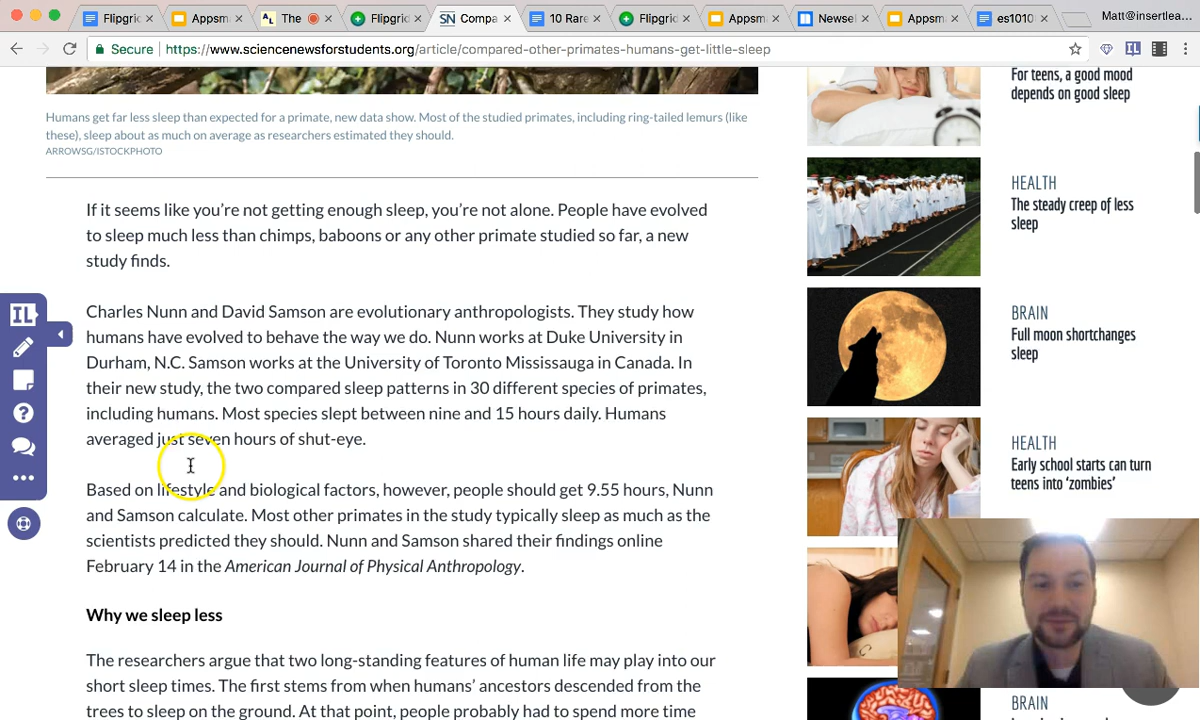 Flipgri
Appsm
The
Flipgri
SN Compa
10 Rare
Flipgri
Appsm
Newsel
Appsm
es1010
Matt@insertlea...
Secure
https://www.sciencenewsforstudents.org/article/compared-other-primates-humans-get-little-sleep
IL
Humans get far less sleep than expected for a primate, new data show. Most of the studied primates, including ring-tailed lemurs (like
these), sleep about as much on average as researchers estimated they should.
ARROWSG/ISTOCKPHOTO
If it seems like you're not getting enough sleep, you're not alone. People have evolved
to sleep much less than chimps, baboons or any other primate studied so far, a new
study finds.
IL
Charles Nunn and David Samson are evolutionary anthropologists. They study how
humans have evolved to behave the way we do. Nunn works at Duke University in
Durham, N.C. Samson works at the University of Toronto Mississauga in Canada. In
their new study, the two compared sleep patterns in 30 different species of primates,
including humans. Most species slept between nine and 15 hours daily. Humans
averaged just seven hours of shut-eye.
Based on lifestyle and biological factors, however, people should get 9.55 hours, Nunn
and Samson calculate. Most other primates in the study typically sleep as much as the
scientists predicted they should. Nunn and Samson shared their findings online
February 14 in the American Journal of Physical Anthropology.
Why we sleep less
The researchers argue that two long-standing features of human life may play into our
short sleep times. The first stems from when humans' ancestors descended from the
trees to sleep on the ground. At that point, people probably had to spend more time
For teens, a good mood
depends on good sleep
HEALTH
The steady creep of less
sleep
BRAIN
Full moon shortchanges
sleep
HEALTH
Early school starts can turn
teens into 'zombies'
BRAIN